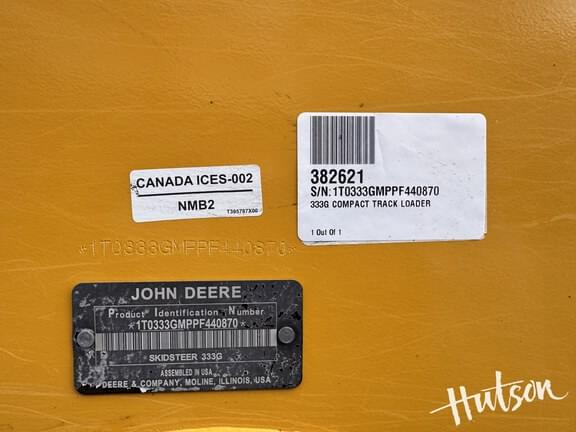 382621
S/N:1T0333GMPPF440870
333G COMPACT TRACK LOADER
1 Out Of 1
CANADA ICES-002
NMB2
T395787X06
*1T0333GMPPF440870*
JOHN DEERE
Product Identification Number
*1T0333GMPPF440870*
SKIDSTEER 333G
ASSEMBLED IN USA
DEERE & COMPANY, MOLINE, ILLINOIS, USA
Hutson